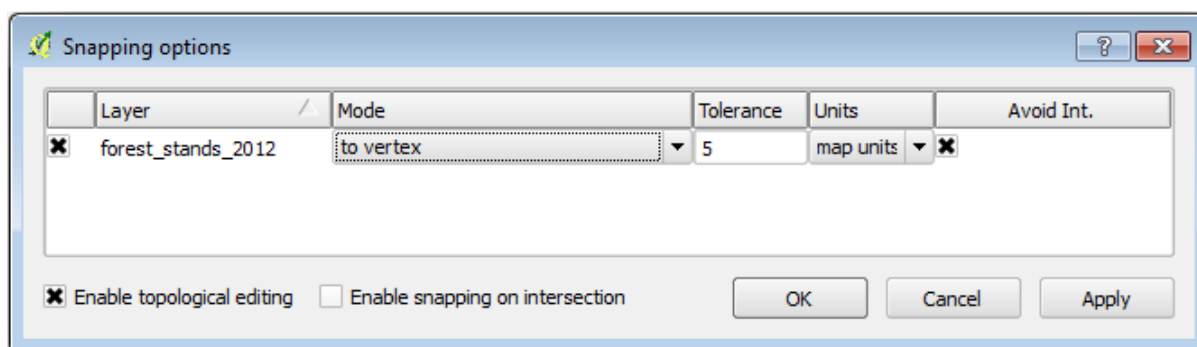 Snapping options
Layer Mode Tolerance Units Avoid Int.
forest_stands_2012 to vertex 5 map units
Enable topological editing Enable snapping on intersection OK Cancel Apply